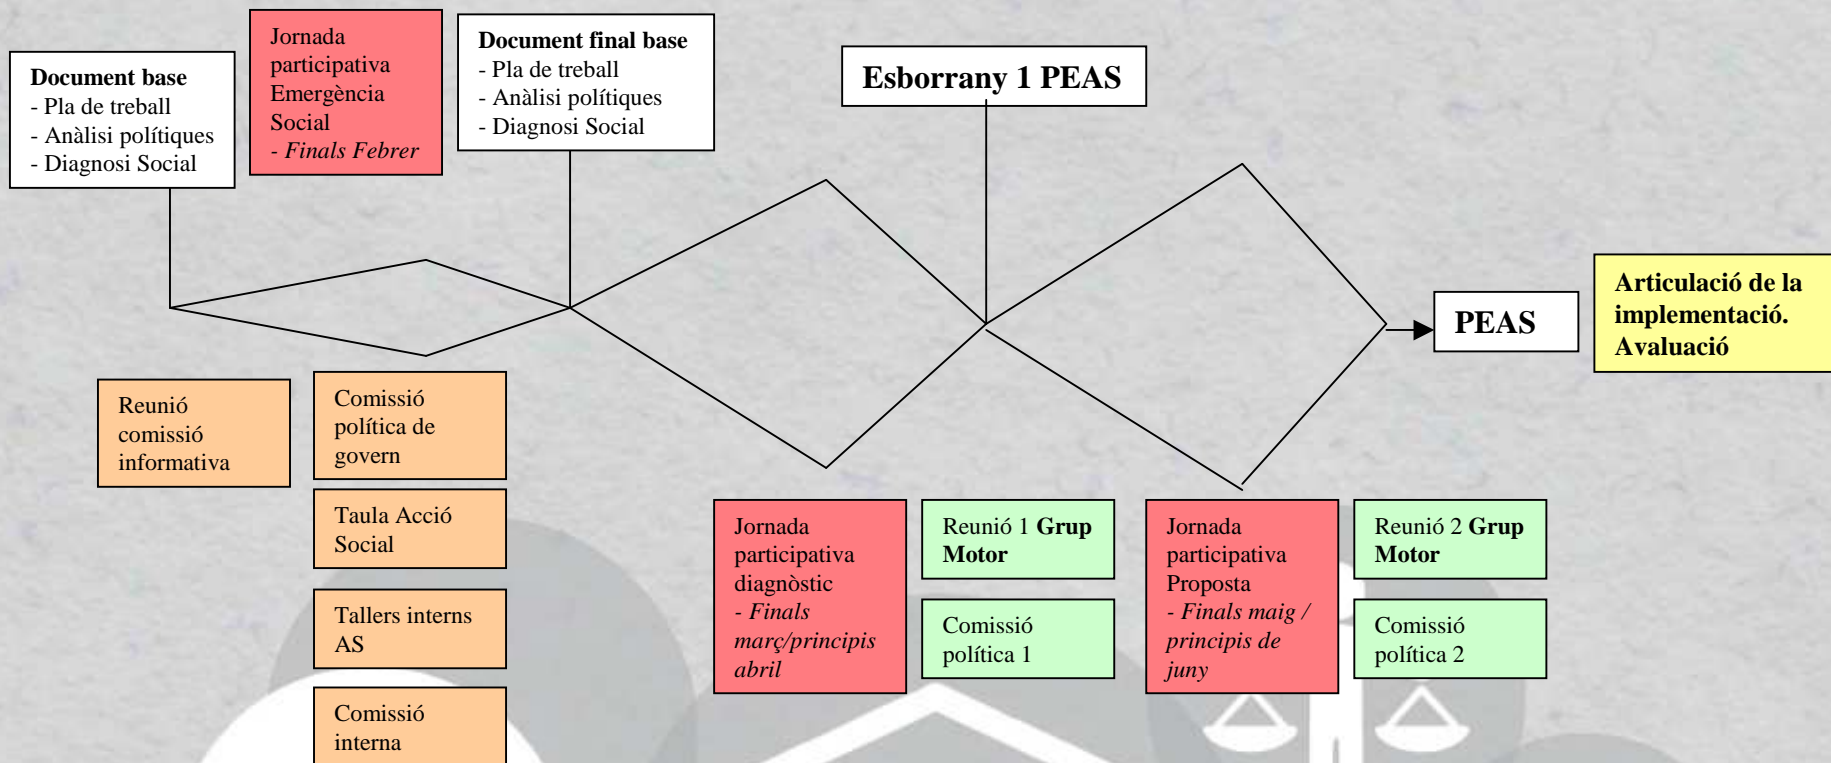 Document base
- Pla de treball
- Anàlisi polítiques
- Diagnosi Social
Jornada
participativa
Emergència
Social
- Finals Febrer
Document final base
- Pla de treball
- Anàlisi polítiques
- Diagnosi Social
Esborrany 1 PEAS
PEAS
Articulació de la
implementació.
Avaluació
Reunió
comissió
informativa
Comissió
política de
govern
Taula Acció
Social
Tallers interns
AS
Comissió
interna
Jornada
participativa
diagnòstic
- Finals
març/principis
abril
Reunió 1 Grup
Motor
Comissió
política 1
Jornada
participativa
Proposta
- Finals maig /
principis de
juny
Reunió 2 Grup
Motor
Comissió
política 2